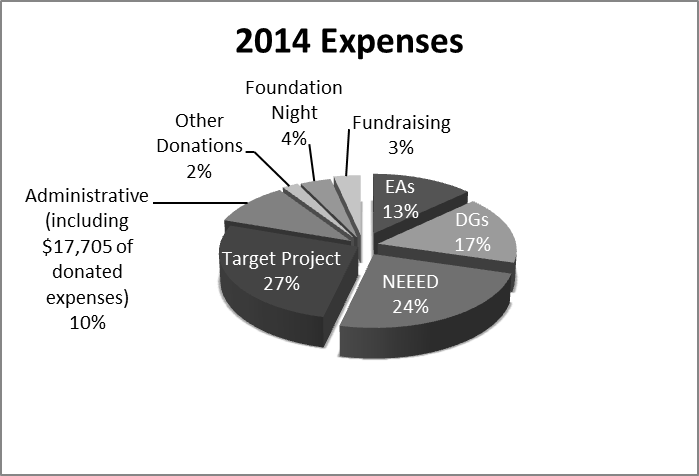 2014 Expenses
Foundation
Night
4%
Fundraising
3%
Other
Donations
2%
Administrative
(including
$17,705 of
donated
expenses)
10%
EAs
13%
DGs
17%
NEEED
24%
Target Project
27%